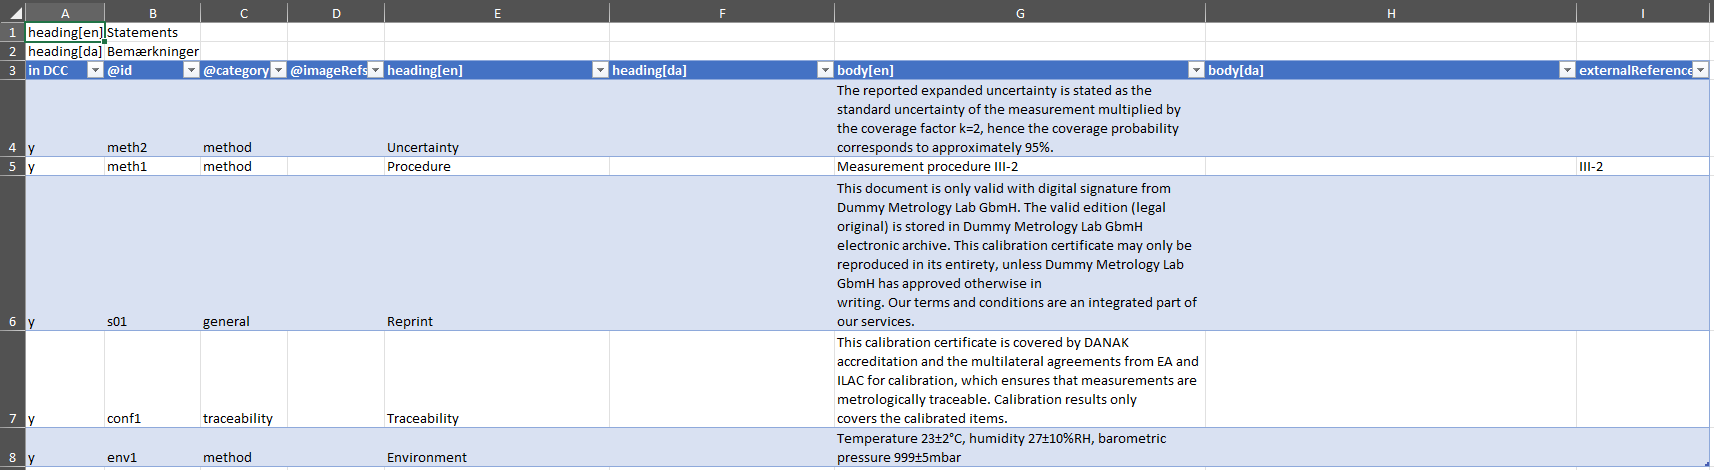 A B C D E F G H I
1 heading[en] Statements
2 heading[da] Bemærkninger
3 in DCC @id @category @imageRefs heading[en] heading[da] body[en] body[da] externalReference
The reported expanded uncertainty is stated as the
standard uncertainty of the measurement multiplied by
the coverage factor k=2, hence the coverage probability
4 y meth2 method Uncertainty corresponds to approximately 95%.
5 y meth1 method Procedure Measurement procedure III-2 III-2
This document is only valid with digital signature from
Dummy Metrology Lab GbmH. The valid edition (legal
original) is stored in Dummy Metrology Lab GbmH
electronic archive. This calibration certificate may only be
reproduced in its entirety, unless Dummy Metrology Lab
GbmH has approved otherwise in
writing. Our terms and conditions are an integrated part of
6 y s01 general Reprint our services.
This calibration certificate is covered by DANAK
accreditation and the multilateral agreements from EA and
ILAC for calibration, which ensures that measurements are
metrologically traceable. Calibration results only
7 y conf1 traceability Traceability covers the calibrated items.
Temperature 23±2°C, humidity 27±10%RH, barometric
8 y env1 method Environment pressure 999±5mbar